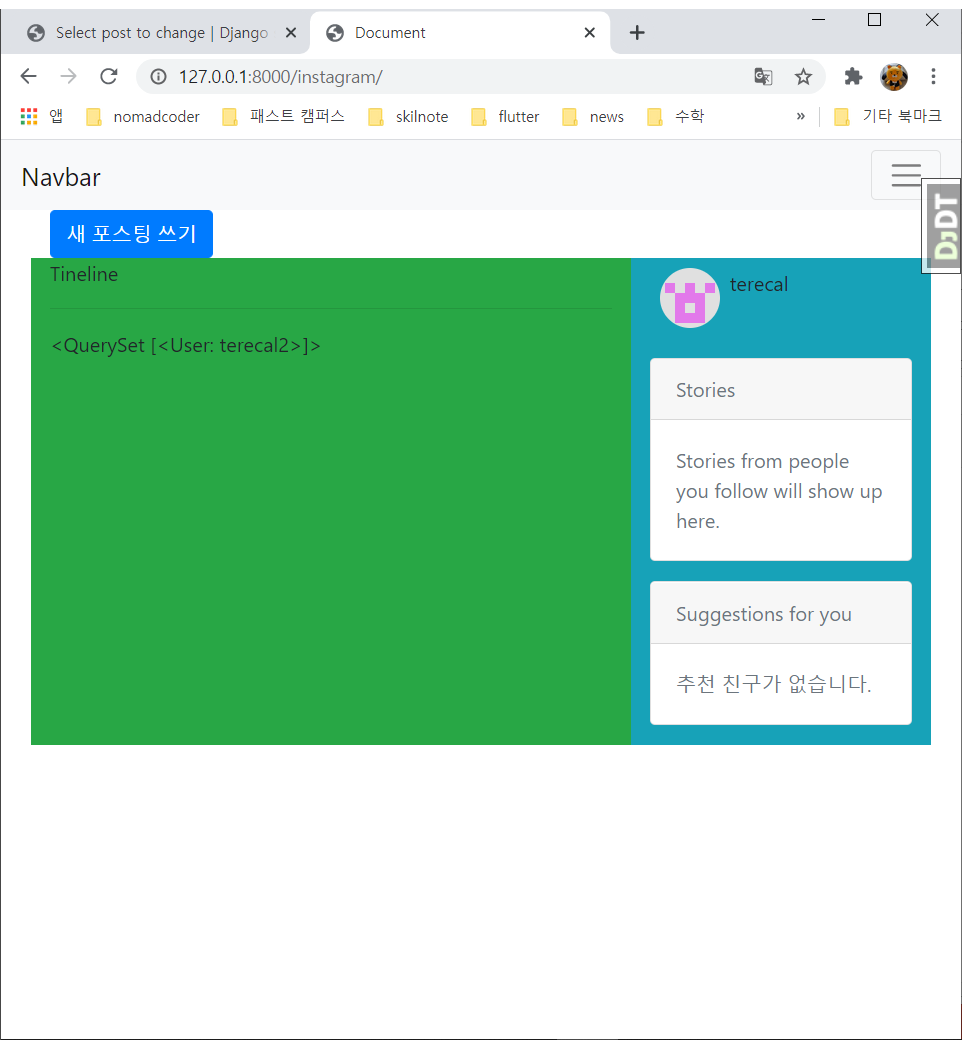 Select post to change | Django
Document
127.0.0.1:8000/instagram/
앱
nomadcoder
패스트 캠퍼스
skilnote
flutter
news
수학
»
기타 북마크
Navbar
DJDT
새 포스팅 쓰기
Tineline
<QuerySet [<User: terecal2>]>
terecal
Stories
Stories from people
you follow will show up
here.
Suggestions for you
추천 친구가 없습니다.